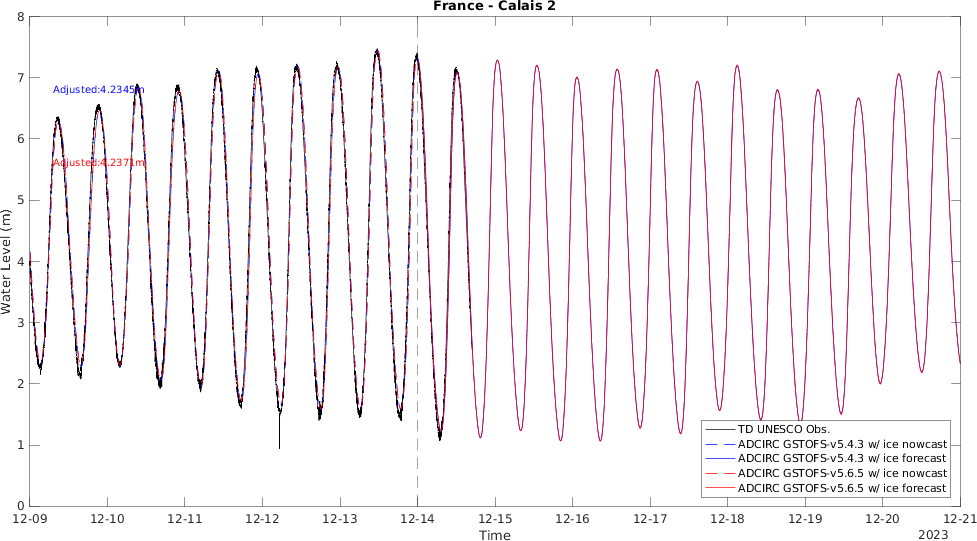 France - Calais 2
8
7
6
5
4
3
2
1
0
Water Level (m)
Adjusted:4.2345m
Adjusted:4.2371m
TD UNESCO Obs.
ADCIRC GSTOFS-v5.4.3 w/ ice nowcast
ADCIRC GSTOFS-v5.4.3 w/ ice forecast
ADCIRC GSTOFS-v5.6.5 w/ ice nowcast
ADCIRC GSTOFS-v5.6.5 w/ ice forecast
12-09 12-10 12-11 12-12 12-13 12-14 12-15 12-16 12-17 12-18 12-19 12-20 12-21
Time
2023